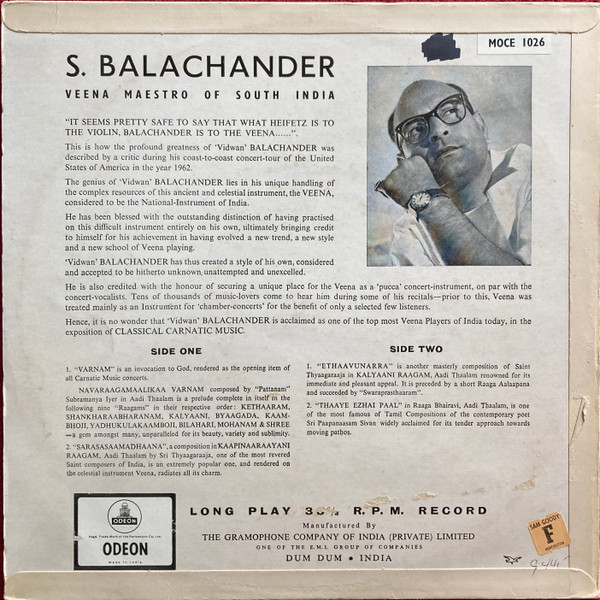 MOCE 1026
S. BALACHANDER
VEENA MAESTRO OF SOUTH INDIA
"IT SEEMS PRETTY SAFE TO SAY THAT WHAT HEIFETZ IS TO
THE VIOLIN, BALACHANDER IS TO THE VEENA......".
This is how the profound greatness of 'Vidwan' BALACHANDER was
described by a critic during his coast-to-coast concert-tour of the United
States of America in the year 1962.
The genius of 'Vidwan' BALACHANDER lies in his unique handling of
the complex resources of this ancient and celestial instrument, the VEENA,
considered to be the National-Instrument of India.
He has been blessed with the outstanding distinction of having practised
on this difficult instrument entirely on his own, ultimately bringing credit
to himself for his achievement in having evolved a new trend, a new style
and a new school of Veena playing.
'Vidwan' BALACHANDER has thus created a style of his own, considered
and accepted to be hitherto unknown, unattempted and unexcelled.
He is also credited with the honour of securing a unique place for the Veena as a 'pucca' concert-instrument, on par with the
concert-vocalists. Tens of thousands of music-lovers come to hear him during some of his recitals—prior to this, Veena was
treated mainly as an Instrument for 'chamber-concerts' for the benefit of only a selected few listeners.
Hence, it is no wonder that 'Vidwan' BALACHANDER is acclaimed as one of the top most Veena Players of India today, in the
exposition of CLASSICAL CARNATIC MUSIC.
SIDE ONE
1. "VARNAM" is an invocation to God, rendered as the opening item of
all Carnatic Music concerts.
NAVARAAGAMAALIKAA VARNAM composed by "Pattanam"
Subramanya Iyer in Aadi Thaalam is a prelude complete in itself in the
following nine "Raagams" in their respective order: KETHAARAM,
SHANKHARAABHARANAM, KALYAANI, BYAAGADA, KAAM-
BHOJI, YADHUKULAKAAMBOJI, BILAHARI, MOHANAM & SHREE
—a gem amongst many, unparalleled for its beauty, variety and sublimity.
2. "SARASASAAMADHAANA", a composition in KAAPINAARAAYANI
RAAGAM, Aadi Thaalam by Sri Thyaagaraja, one of the most revered
Saint composers of India, is an extremely popular one, and rendered on
the celestial instrument Veena, radiates all its charm.
SIDE TWO
1. "ETHAAVUNARRA" is another masterly composition of Saint
Thyaagaraaja in KALYAANI RAAGAM, Aadi Thaalam renowned for its
immediate and pleasant appeal. It is preceded by a short Raaga Aalaapana
and succeeded by "Swaraprasthaaram".
2. "THAAYE EZHAI PAAL" in Raaga Bhairavi, Aadi Thaalam, is one
of the most famous of Tamil Compositions of the contemporary poet
Sri Paapanaasam Sivan widely acclaimed for its tender approach towards
moving pathos.
ODEON
ODEON
Made in India
LONG PLAY 33⅓ R.P.M. RECORD
Manufactured By
THE GRAMOPHONE COMPANY OF INDIA (PRIVATE) LIMITED
ONE OF THE E.M.I. GROUP OF COMPANIES
DUM DUM • INDIA
SAM GOODY
F